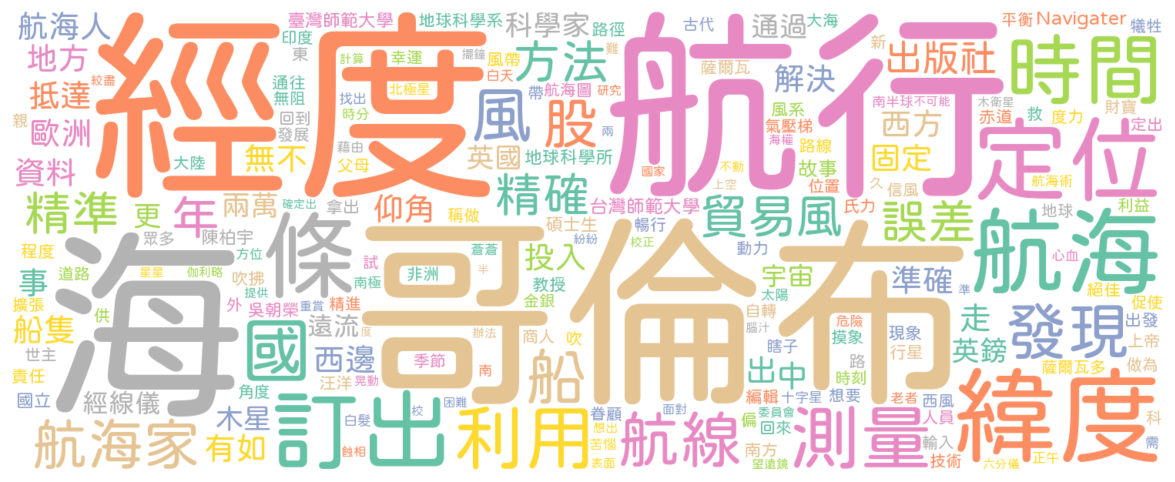 航海人
臺灣師範大學
地球科學系
科學家
路徑
古代
通過
大海
平衡
Navigater
犧牲
經度
航行
印度
東
計算
幸運
擺鐘
風帶
白天
方法
難
薩爾瓦
新
出版社
時間
地方
絞盡
通往
無阻
北極星
航海圖
研究
解決
南半球
不可能
木衛星
財寶
抵達
找出
時分
帶
風
股
兩
風系
救
赤道
度力
定出
歐洲
親
回到
發展
海權
氣壓梯
路線
西方
定位
資料
大陸
無不
藉由
父母
英國
地球科學所
國家
不動
上空
故事
位置
固定
久
信風
航海術
精準
更
年
兩萬
確定出
拿出
仰角
稱做
精確
台灣師範大學
貿易風
氏力
誤差
地球
利益
眾多
陳柏宇
條
哥倫布
碩士生
紛紛
暢行
校正
動力
航海
心血
程度
方位
海
蒼蒼
半
投入
宇宙
準確
準
絕佳
事
道路
星星
伽利略
吹拂
提供
試
非洲
南極
教授
金銀
太陽
自轉
促使
擴張
供
外
吳朝榮
重賞
精進
船隻
國
遠流
度
辦法
商人
吹
腦汁
危險
摸象
現象
走
發現
出發
上帝
世主
西邊
季節
船
瞎子
出中
行星
英鎊
路
時刻
薩爾瓦多
做為
責任
角度
汪洋
晃動
南
國立
經線儀
木星
訂出
白髮
校
困難
利用
眷顧
面對
編輯
十字星
想要
老者
西風
緯度
航海家
有如
蝕相
想出
苦惱
表面
航線
偏
委員會
回來
南方
望遠鏡
測量
人員
輸入
技術
六分儀
正午
科
需